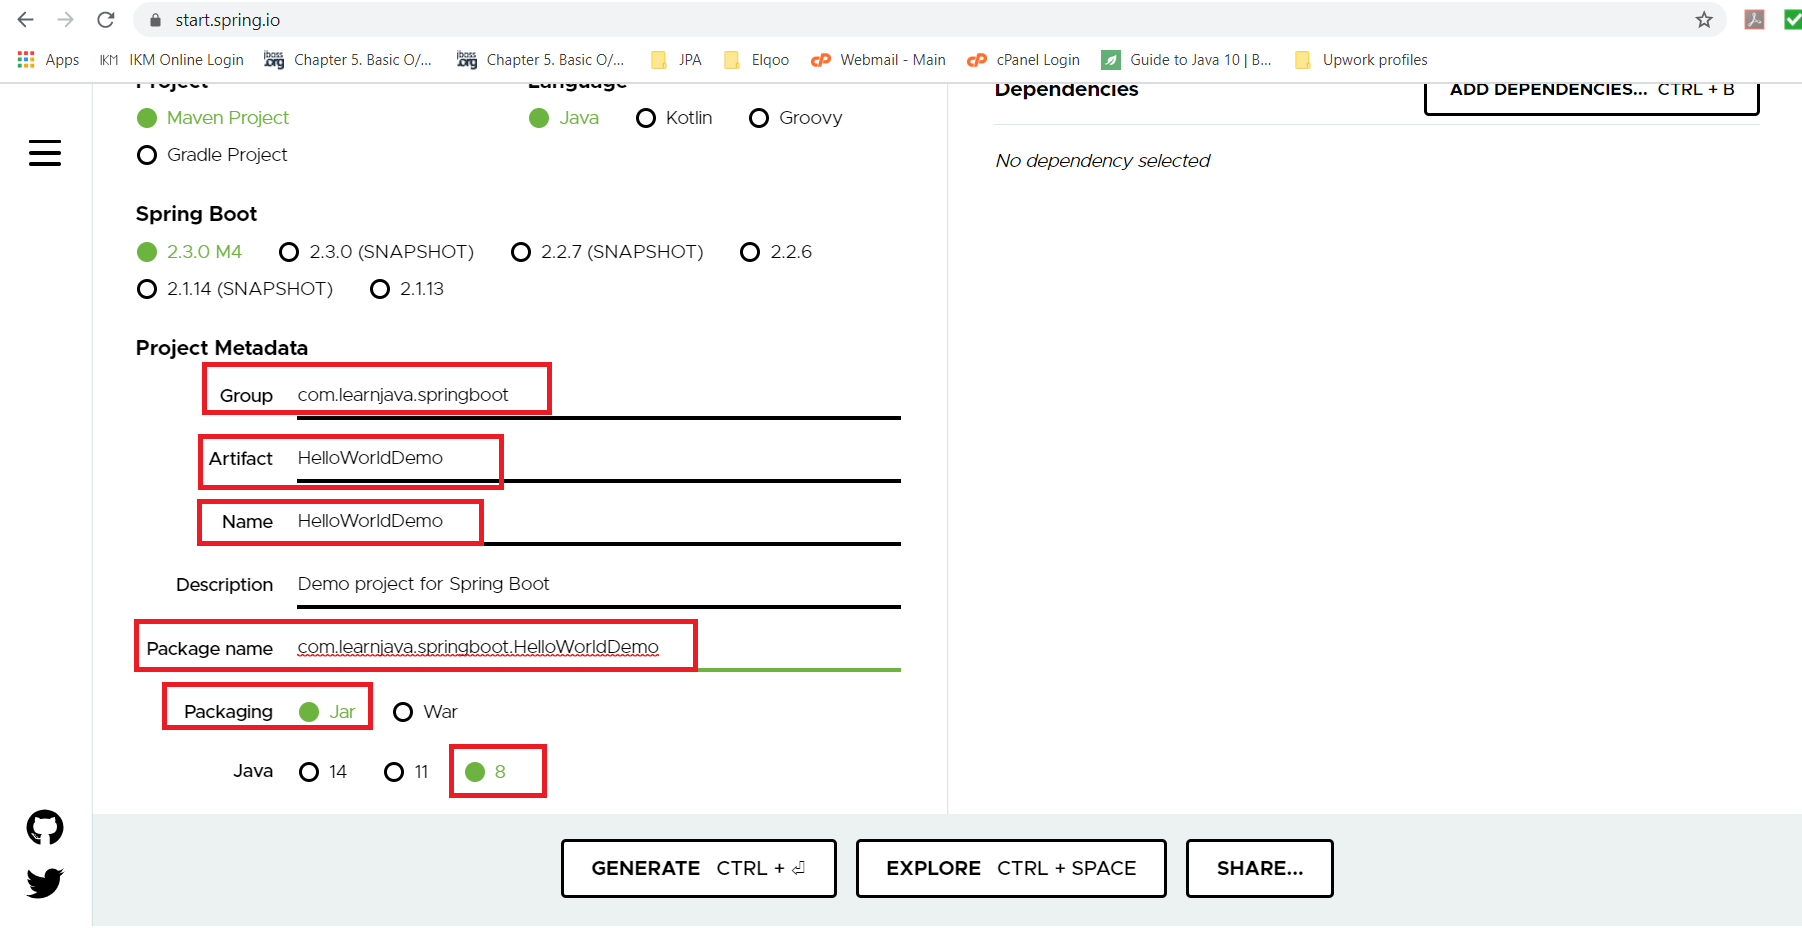 start.spring.io
Apps IKM IKM Online Login Chapter 5. Basic O/... Chapter 5. Basic O/... JPA Elqoo Webmail - Main cPanel Login Guide to Java 10 | B... Upwork profiles
Project Language Dependencies ADD DEPENDENCIES... CTRL + B
Maven Project Java Kotlin Groovy
Gradle Project
No dependency selected
Spring Boot
2.3.0 M4 2.3.0 (SNAPSHOT) 2.2.7 (SNAPSHOT) 2.2.6
2.1.14 (SNAPSHOT) 2.1.13
Project Metadata
Group com.learnjava.springboot
Artifact HelloWorldDemo
Name HelloWorldDemo
Description Demo project for Spring Boot
Package name com.learnjava.springboot.HelloWorldDemo
Packaging Jar War
Java 14 11 8
GENERATE CTRL + ⏎ EXPLORE CTRL + SPACE SHARE...